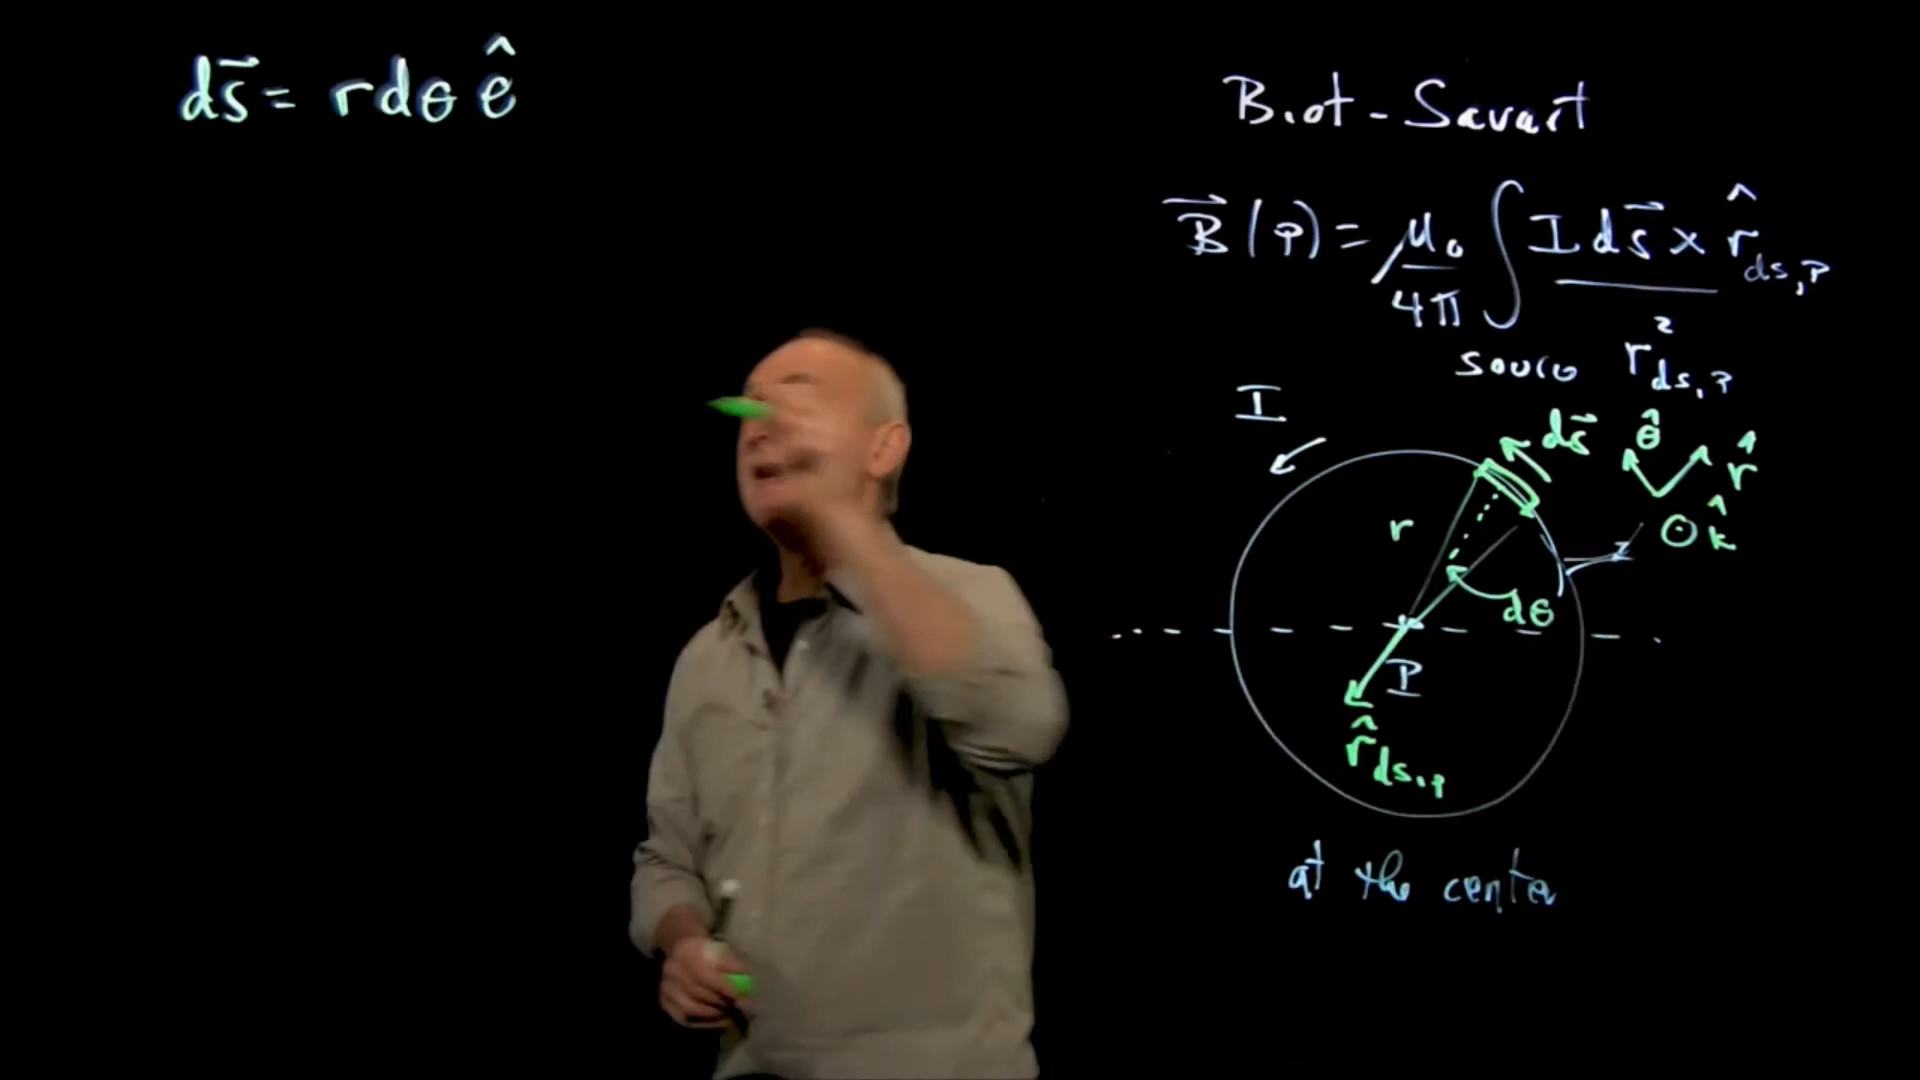 ds⃗ = r dθ ê
Biot - Savart
B⃗(P) = μ₀/4π ∫ I ds⃗ × r̂ds,P
source r²ds,P
I
ds⃗ θ̂ r̂
r
k̂
dθ
P
r̂ds,P
at the center